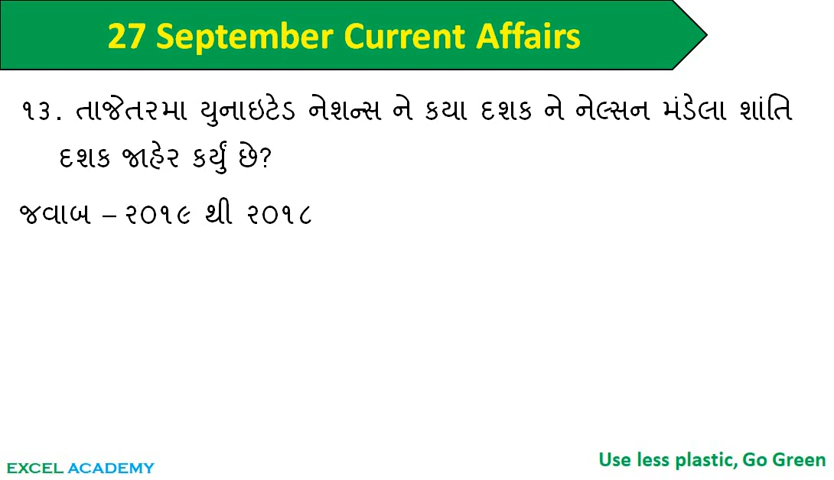 27 September Current Affairs
૧૩. તાજેતરમા યુનાઇટેડ નેશન્સ ને કયા દશક ને નેલ્સન મંડેલા શાંતિ
દશક જાહેર કર્યું છે?
જવાબ – ૨૦૧૯ થી ૨૦૧૮
EXCEL ACADEMY
Use less plastic, Go Green